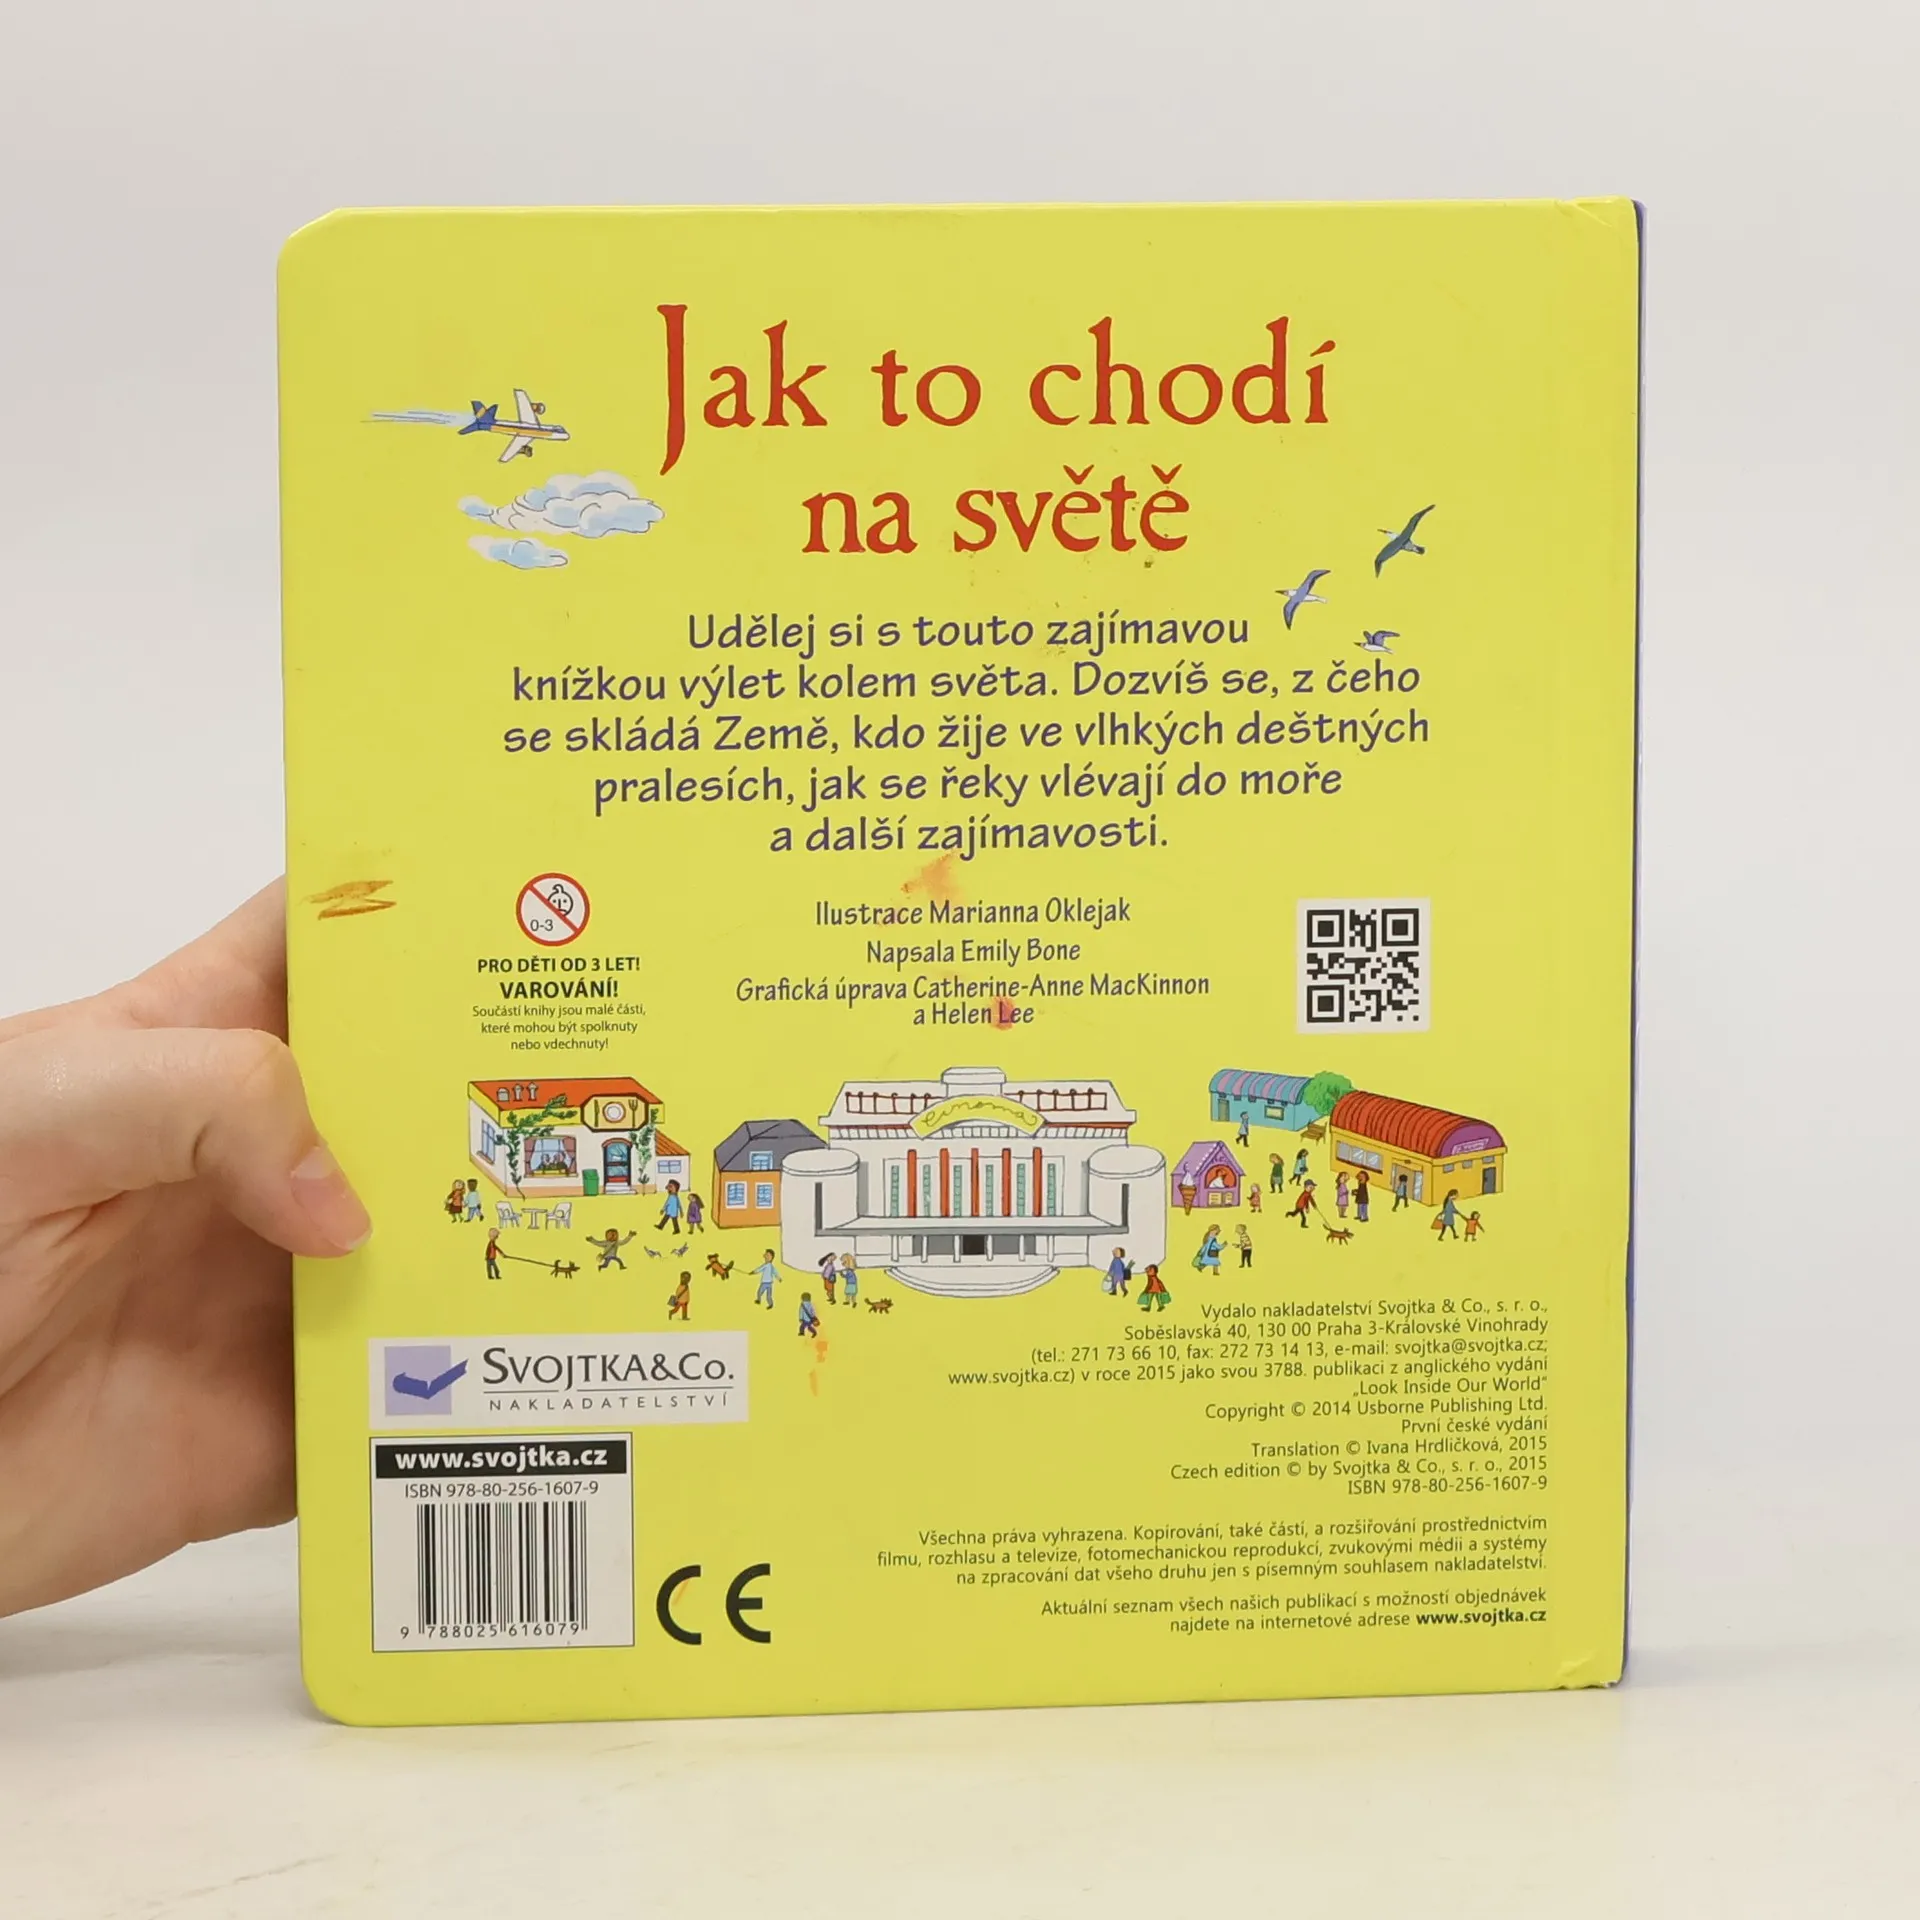 Jak to chodí
na světě
Udělej si s touto zajímavou
knížkou výlet kolem světa. Dozvíš se, z čeho
se skládá Země, kdo žije ve vlhkých deštných
pralesích, jak se řeky vlévají do moře
a další zajímavosti.
0-3
PRO DĚTI OD 3 LET!
VAROVÁNÍ!
Součástí knihy jsou malé části,
které mohou být spolknuty
nebo vdechnuty!
Ilustrace Marianna Oklejak
Napsala Emily Bone
Grafická úprava Catherine-Anne MacKinnon
a Helen Lee
SVOJTKA&CO.
NAKLADATELSTVÍ
www.svojtka.cz
ISBN 978-80-256-1607-9
9 788025 616079
CE
Vydalo nakladatelství Svojtka & Co., s. r. o.,
Soběslavská 40, 130 00 Praha 3-Královské Vinohrady
(tel.: 271 73 66 10, fax: 272 73 14 13, e-mail: svojtka@svojtka.cz;
www.svojtka.cz) v roce 2015 jako svou 3788. publikaci z anglického vydání
„Look Inside Our World“
Copyright © 2014 Usborne Publishing Ltd.
První české vydání
Translation © Ivana Hrdličková, 2015
Czech edition © by Svojtka & Co., s. r. o., 2015
ISBN 978-80-256-1607-9
Všechna práva vyhrazena. Kopírování, také částí, a rozšiřování prostřednictvím
filmu, rozhlasu a televize, fotomechanickou reprodukcí, zvukovými médii a systémy
na zpracování dat všeho druhu jen s písemným souhlasem nakladatelství.
Aktuální seznam všech našich publikací s možností objednávek
najdete na internetové adrese www.svojtka.cz